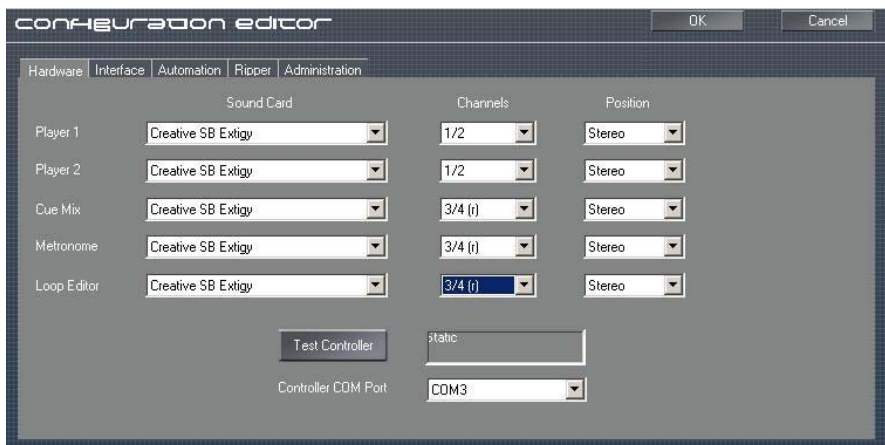 configuration editor OK Cancel
Hardware Interface Automation Ripper Administration
Sound Card Channels Position
Player 1 Creative SB Extigy 1/2 Stereo
Player 2 Creative SB Extigy 1/2 Stereo
Cue Mix Creative SB Extigy 3/4 (r) Stereo
Metronome Creative SB Extigy 3/4 (r) Stereo
Loop Editor Creative SB Extigy 3/4 (r) Stereo
Test Controller Static
Controller COM Port COM3